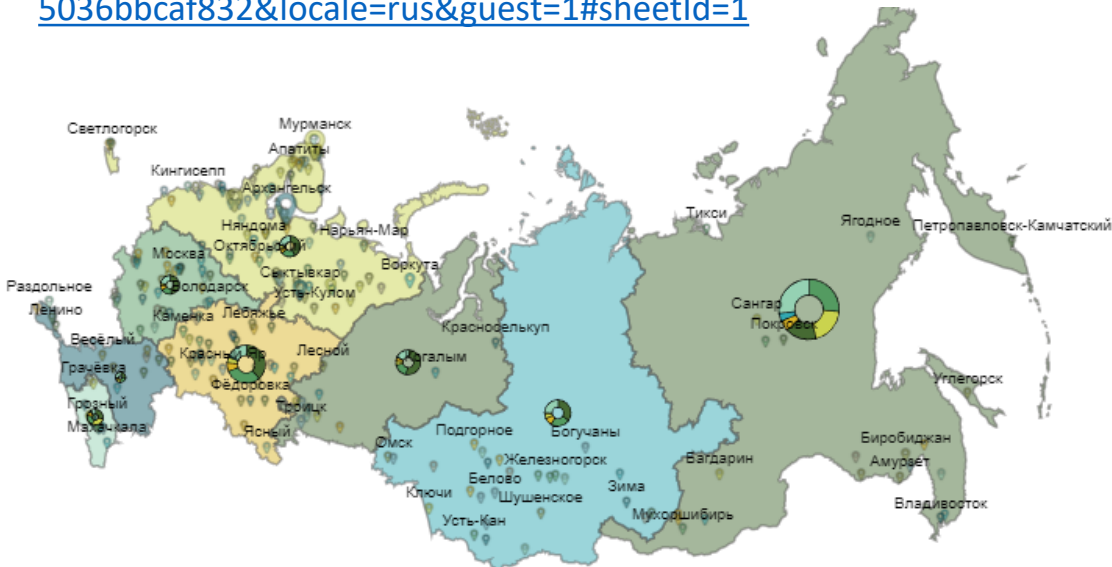 5036bbcaf832&locale=rus&guest=1#sheetId=1
Светлогорск
Мурманск
Апатиты
Кингисепп
Архангельск
Няндома
Нарьян-Мар
Октябрьский
Москва
Сыктывкар
Воркута
Володарск
Усть-Кулом
Раздольное
Ленино
Каменка
Лебяжье
Весёлый
Красный Яр
Лесной
Красноселькуп
Когалым
Грачёвка
Фёдоровка
Грозный
Троицк
Махачкала
Ясный
Омск
Подгорное
Богучаны
Железногорск
Белово
Ключи
Шушенское
Зима
Усть-Кан
Мухоршибирь
Багдарин
Тикси
Ягодное
Петропавловск-Камчатский
Сангар
Покровск
Углегорск
Биробиджан
Амурзет
Владивосток